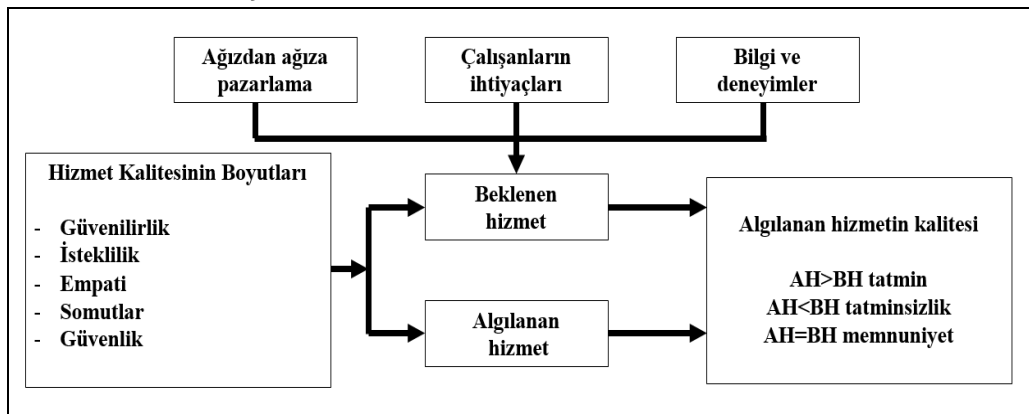 Ağızdan ağıza
pazarlama
Çalışanların
ihtiyaçları
Bilgi ve
deneyimler
Hizmet Kalitesinin Boyutları
- Güvenilirlik
- İsteklilik
- Empati
- Somutlar
- Güvenlik
Beklenen
hizmet
Algılanan
hizmet
Algılanan hizmetin kalitesi
AH>BH tatmin
AH<BH tatminsizlik
AH=BH memnuniyet